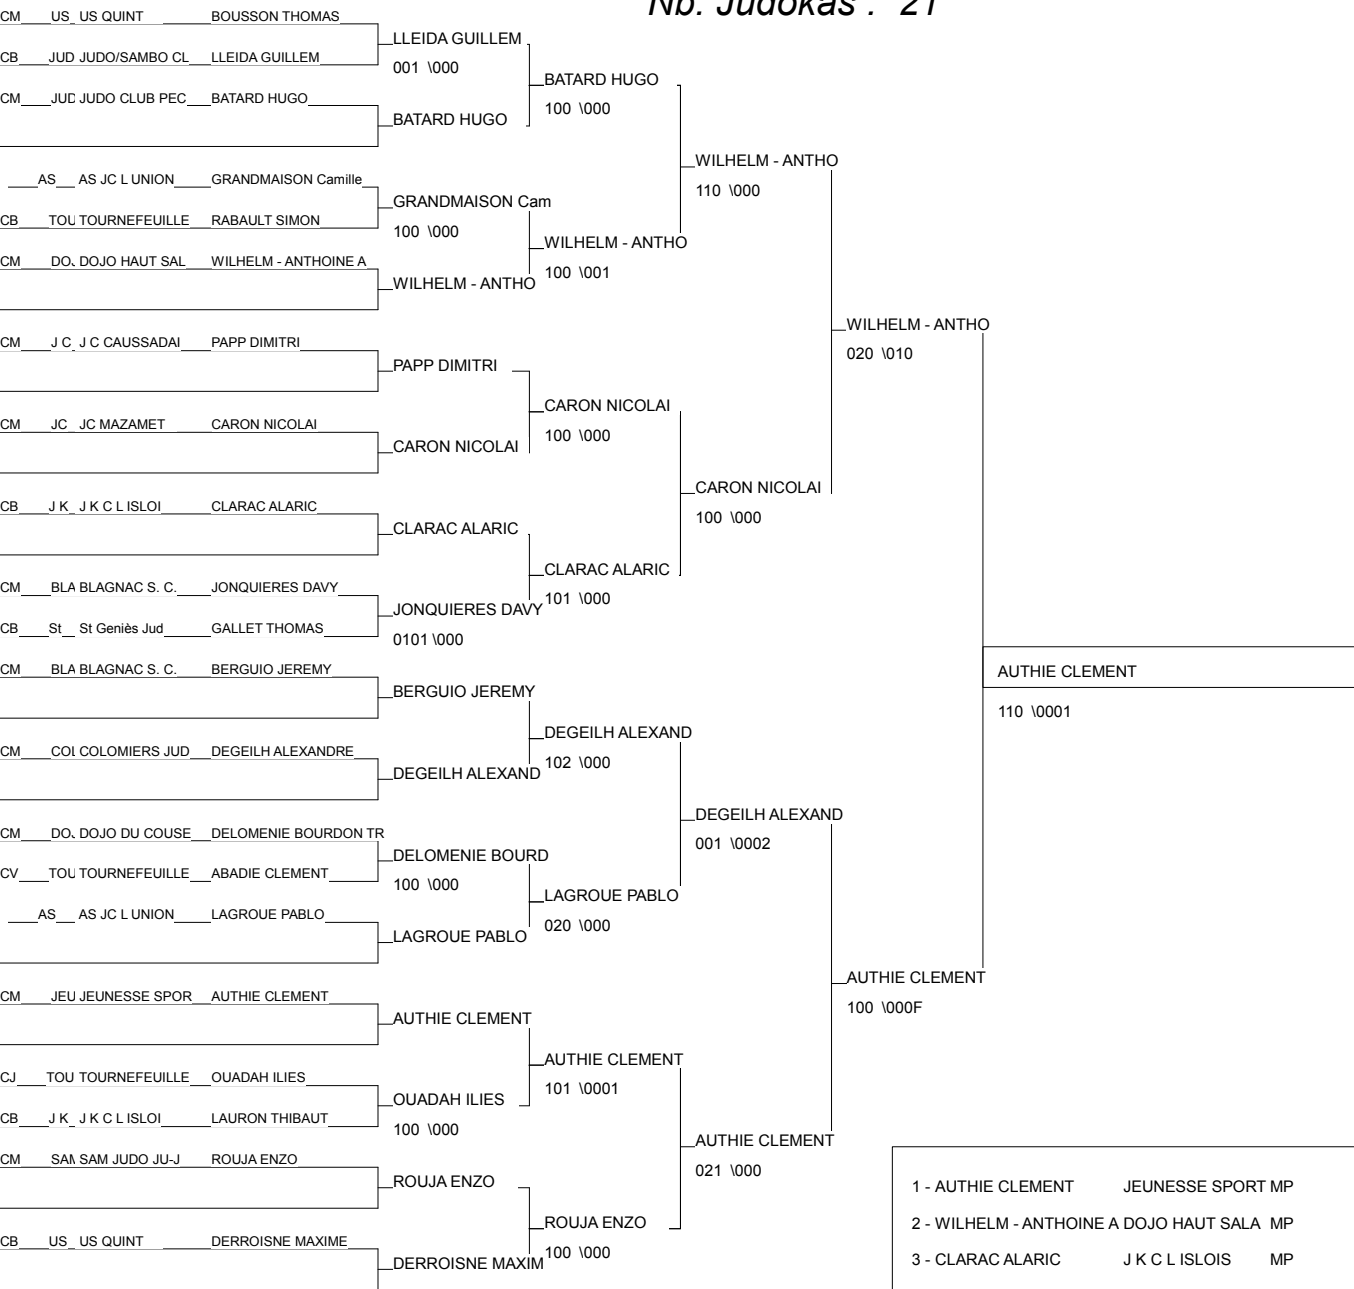 Nb. Judokas : 21
CM US US QUINT BOUSSON THOMAS
LLEIDA GUILLEM
CB JUD JUDO/SAMBO CL LLEIDA GUILLEM
001 \000
BATARD HUGO
CM JUD JUDO CLUB PEC BATARD HUGO
100 \000
BATARD HUGO
WILHELM - ANTHO
AS AS JC L UNION GRANDMAISON Camille
110 \000
GRANDMAISON Cam
CB TOU TOURNEFEUILLE RABAULT SIMON
100 \000
WILHELM - ANTHO
CM DOJ DOJO HAUT SAL WILHELM - ANTHOINE A
100 \001
WILHELM - ANTHO
WILHELM - ANTHO
CM J C J C CAUSSADAI PAPP DIMITRI
020 \010
PAPP DIMITRI
CARON NICOLAI
CM JC JC MAZAMET CARON NICOLAI
100 \000
CARON NICOLAI
CARON NICOLAI
CB J K J K C L ISLOI CLARAC ALARIC
100 \000
CLARAC ALARIC
CLARAC ALARIC
CM BLA BLAGNAC S. C. JONQUIERES DAVY
101 \000
JONQUIERES DAVY
CB St St Geniès Jud GALLET THOMAS
0101 \000
CM BLA BLAGNAC S. C. BERGUIO JEREMY
AUTHIE CLEMENT
BERGUIO JEREMY
110 \0001
DEGEILH ALEXAND
CM COL COLOMIERS JUD DEGEILH ALEXANDRE
102 \000
DEGEILH ALEXAND
DEGEILH ALEXAND
CM DOJ DOJO DU COUSE DELOMENIE BOURDON TR
001 \0002
DELOMENIE BOURD
CV TOU TOURNEFEUILLE ABADIE CLEMENT
100 \000
LAGROUE PABLO
AS AS JC L UNION LAGROUE PABLO
020 \000
LAGROUE PABLO
AUTHIE CLEMENT
CM JEU JEUNESSE SPOR AUTHIE CLEMENT
100 \000F
AUTHIE CLEMENT
AUTHIE CLEMENT
CJ TOU TOURNEFEUILLE OUADAH ILIES
101 \0001
OUADAH ILIES
CB J K J K C L ISLOI LAURON THIBAUT
100 \000
AUTHIE CLEMENT
CM SAM SAM JUDO JU-J ROUJA ENZO
021 \000
ROUJA ENZO
1 - AUTHIE CLEMENT JEUNESSE SPORT MP
ROUJA ENZO
2 - WILHELM - ANTHOINE A DOJO HAUT SALA MP
CB US US QUINT DERROISNE MAXIME
100 \000
DERROISNE MAXIM
3 - CLARAC ALARIC J K C L ISLOIS MP